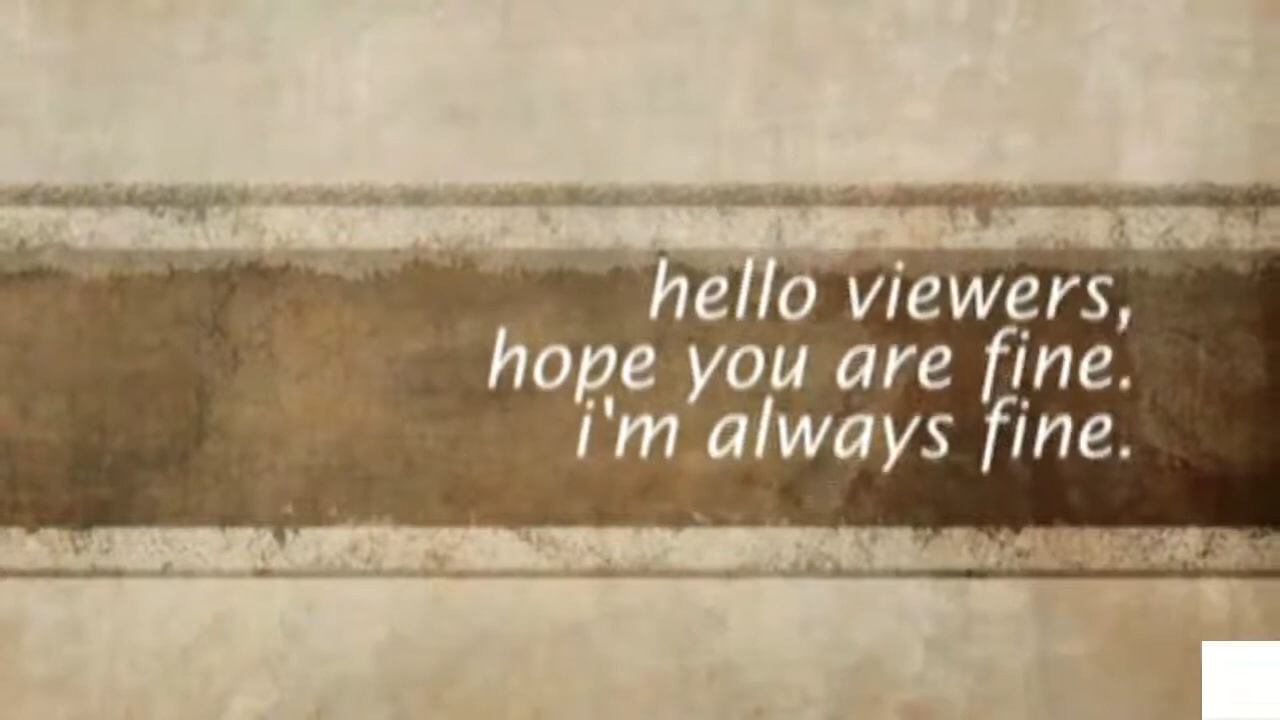 hello viewers,
hope you are fine.
i'm always fine.